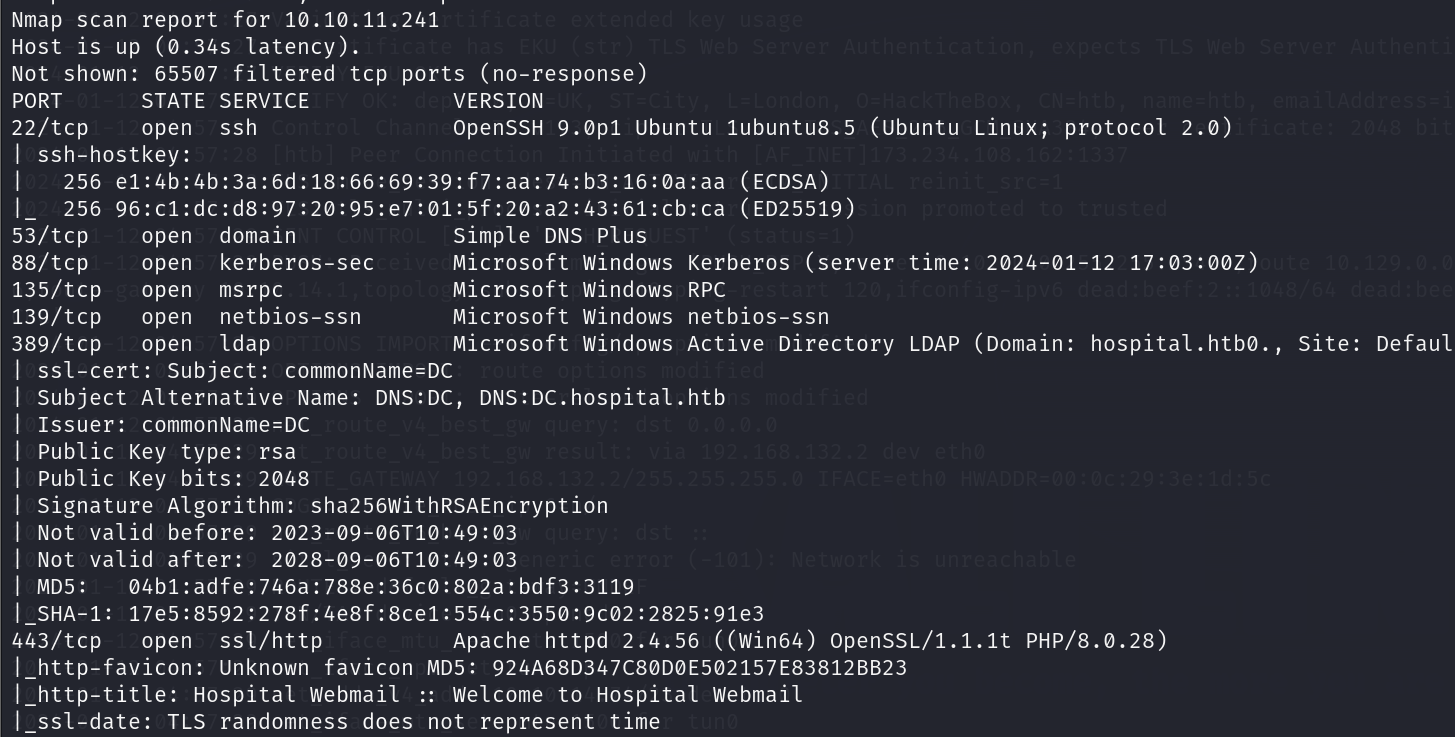 Nmap scan report for 10.10.11.241
Host is up (0.34s latency).
Not shown: 65507 filtered tcp ports (no-response)
PORT      STATE SERVICE           VERSION
22/tcp    open  ssh               OpenSSH 9.0p1 Ubuntu 1ubuntu8.5 (Ubuntu Linux; protocol 2.0)
| ssh-hostkey:
|   256 e1:4b:4b:3a:6d:18:66:69:39:f7:aa:74:b3:16:0a:aa (ECDSA)
|_  256 96:c1:dc:d8:97:20:95:e7:01:5f:20:a2:43:61:cb:ca (ED25519)
53/tcp    open  domain            Simple DNS Plus
88/tcp    open  kerberos-sec      Microsoft Windows Kerberos (server time: 2024-01-12 17:03:00Z)
135/tcp   open  msrpc             Microsoft Windows RPC
139/tcp   open  netbios-ssn       Microsoft Windows netbios-ssn
389/tcp   open  ldap              Microsoft Windows Active Directory LDAP (Domain: hospital.htb0., Site: Defaul
| ssl-cert: Subject: commonName=DC
| Subject Alternative Name: DNS:DC, DNS:DC.hospital.htb
| Issuer: commonName=DC
| Public Key type: rsa
| Public Key bits: 2048
| Signature Algorithm: sha256WithRSAEncryption
| Not valid before: 2023-09-06T10:49:03
| Not valid after:  2028-09-06T10:49:03
| MD5:   04b1:adfe:746a:788e:36c0:802a:bdf3:3119
|_SHA-1: 17e5:8592:278f:4e8f:8ce1:554c:3550:9c02:2825:91e3
443/tcp   open  ssl/http          Apache httpd 2.4.56 ((Win64) OpenSSL/1.1.1t PHP/8.0.28)
|_http-favicon: Unknown favicon MD5: 924A68D347C80D0E502157E83812BB23
|_http-title: Hospital Webmail :: Welcome to Hospital Webmail
|_ssl-date: TLS randomness does not represent time